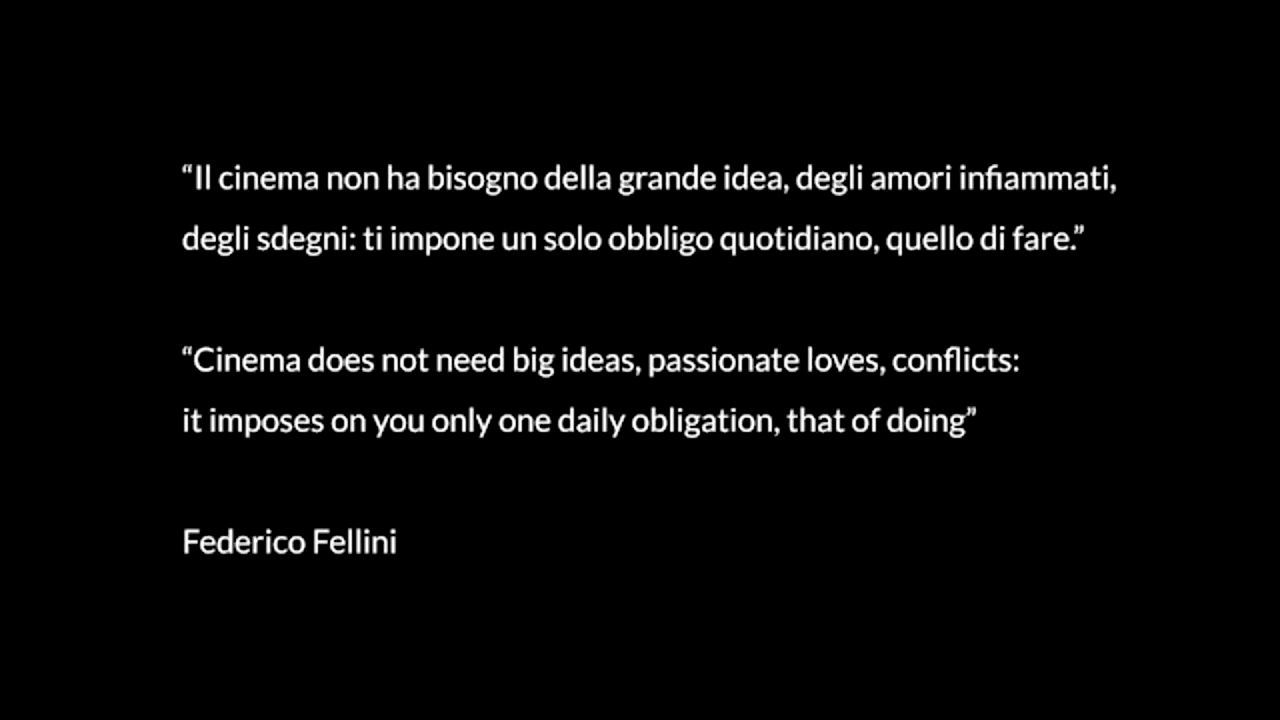 “Il cinema non ha bisogno della grande idea, degli amori infiammati,
degli sdegni: ti impone un solo obbligo quotidiano, quello di fare.”
“Cinema does not need big ideas, passionate loves, conflicts:
it imposes on you only one daily obligation, that of doing”
Federico Fellini